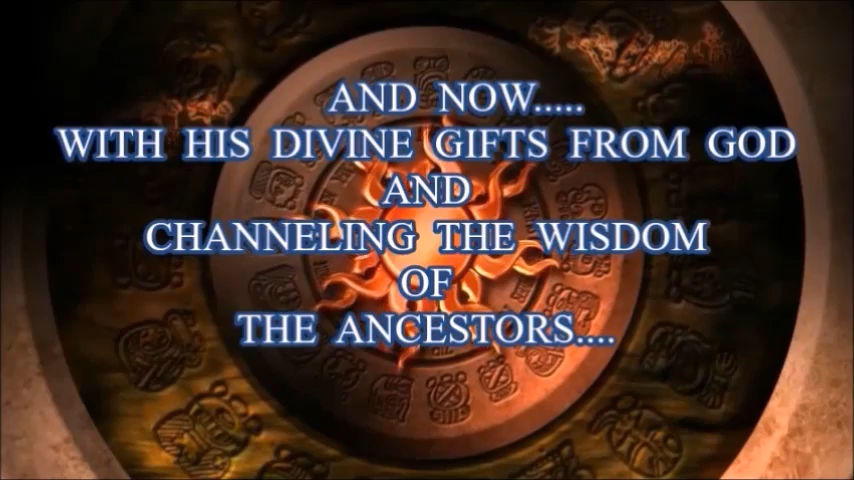 AND NOW.....
WITH HIS DIVINE GIFTS FROM GOD
AND
CHANNELING THE WISDOM
OF
THE ANCESTORS....